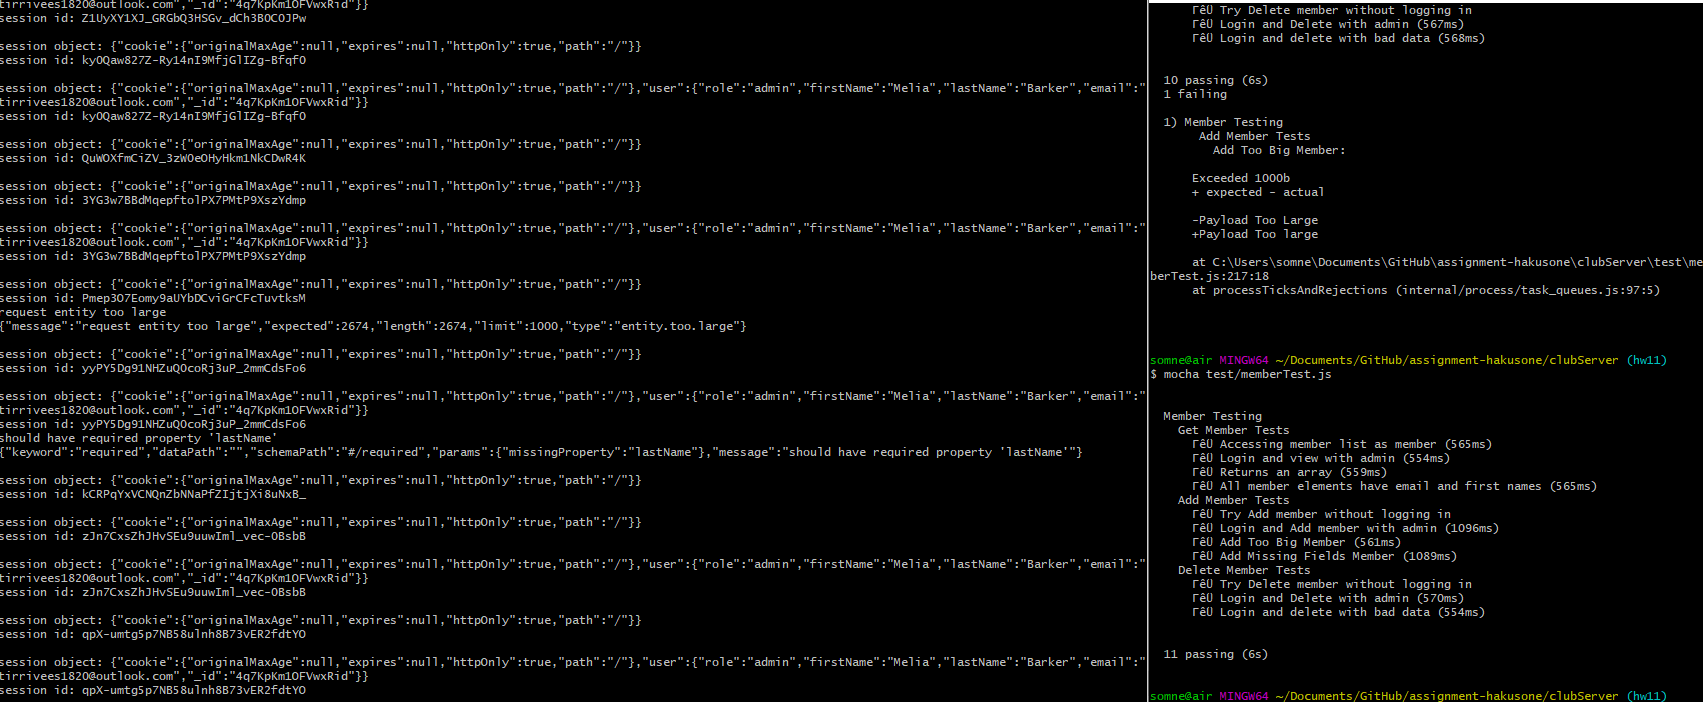 tirrivees1820@outlook.com","_id":"4q7KpKm1OFVwxRid"}}
session id: Z1UyXY1XJ_GRGbQ3HSGv_dCh3BOCOJPw
session object: {"cookie":{"originalMaxAge":null,"expires":null,"httpOnly":true,"path":"/"}}
session id: kyOQaw827Z-Ry14nI9MfjGlIZg-BfqfO
session object: {"cookie":{"originalMaxAge":null,"expires":null,"httpOnly":true,"path":"/"},"user":{"role":"admin","firstName":"Melia","lastName":"Barker","email":"
tirrivees1820@outlook.com","_id":"4q7KpKm1OFVwxRid"}}
session id: kyOQaw827Z-Ry14nI9MfjGlIZg-BfqfO
session object: {"cookie":{"originalMaxAge":null,"expires":null,"httpOnly":true,"path":"/"}}
session id: QuWOXfmCiZV_3zWOeOHyHkm1NkCDwR4K
session object: {"cookie":{"originalMaxAge":null,"expires":null,"httpOnly":true,"path":"/"}}
session id: 3YG3w7BBdMqepftolPX7PMtP9XszYdmp
session object: {"cookie":{"originalMaxAge":null,"expires":null,"httpOnly":true,"path":"/"},"user":{"role":"admin","firstName":"Melia","lastName":"Barker","email":"
tirrivees1820@outlook.com","_id":"4q7KpKm1OFVwxRid"}}
session id: 3YG3w7BBdMqepftolPX7PMtP9XszYdmp
session object: {"cookie":{"originalMaxAge":null,"expires":null,"httpOnly":true,"path":"/"}}
session id: Pmep3O7Eomy9aUYbDCviGrCFcTuvtksM
request entity too large
{"message":"request entity too large","expected":2674,"length":2674,"limit":1000,"type":"entity.too.large"}
session object: {"cookie":{"originalMaxAge":null,"expires":null,"httpOnly":true,"path":"/"}}
session id: yyPY5Dg91NHZuQOcoRj3uP_2mmCdsFo6
session object: {"cookie":{"originalMaxAge":null,"expires":null,"httpOnly":true,"path":"/"},"user":{"role":"admin","firstName":"Melia","lastName":"Barker","email":"
tirrivees1820@outlook.com","_id":"4q7KpKm1OFVwxRid"}}
session id: yyPY5Dg91NHZuQOcoRj3uP_2mmCdsFo6
should have required property 'lastName'
{"keyword":"required","dataPath":"","schemaPath":"#/required","params":{"missingProperty":"lastName"},"message":"should have required property 'lastName'"}
session object: {"cookie":{"originalMaxAge":null,"expires":null,"httpOnly":true,"path":"/"}}
session id: kCRPqYxVCNQnZbNNaPfZIjtjXi8uNxB_
session object: {"cookie":{"originalMaxAge":null,"expires":null,"httpOnly":true,"path":"/"}}
session id: zJn7CxsZhJHvSEu9uuwIml_vec-OBsbB
session object: {"cookie":{"originalMaxAge":null,"expires":null,"httpOnly":true,"path":"/"},"user":{"role":"admin","firstName":"Melia","lastName":"Barker","email":"
tirrivees1820@outlook.com","_id":"4q7KpKm1OFVwxRid"}}
session id: zJn7CxsZhJHvSEu9uuwIml_vec-OBsbB
session object: {"cookie":{"originalMaxAge":null,"expires":null,"httpOnly":true,"path":"/"}}
session id: qpX-umtg5p7NB58ulnh8B73vER2fdtYO
session object: {"cookie":{"originalMaxAge":null,"expires":null,"httpOnly":true,"path":"/"},"user":{"role":"admin","firstName":"Melia","lastName":"Barker","email":"
tirrivees1820@outlook.com","_id":"4q7KpKm1OFVwxRid"}}
session id: qpX-umtg5p7NB58ulnh8B73vER2fdtYO
ΓêÜ Try Delete member without logging in
ΓêÜ Login and Delete with admin (567ms)
ΓêÜ Login and delete with bad data (568ms)
10 passing (6s)
1 failing
1) Member Testing
Add Member Tests
Add Too Big Member:
Exceeded 1000b
+ expected - actual
-Payload Too Large
+Payload Too large
at C:\Users\somne\Documents\GitHub\assignment-hakusone\clubServer\test\me
berTest.js:217:18
at processTicksAndRejections (internal/process/task_queues.js:97:5)
somne@air MINGW64 ~/Documents/GitHub/assignment-hakusone/clubServer (hw11)
$ mocha test/memberTest.js
Member Testing
Get Member Tests
ΓêÜ Accessing member list as member (565ms)
ΓêÜ Login and view with admin (554ms)
ΓêÜ Returns an array (559ms)
ΓêÜ All member elements have email and first names (565ms)
Add Member Tests
ΓêÜ Try Add member without logging in
ΓêÜ Login and Add member with admin (1096ms)
ΓêÜ Add Too Big Member (561ms)
ΓêÜ Add Missing Fields Member (1089ms)
Delete Member Tests
ΓêÜ Try Delete member without logging in
ΓêÜ Login and Delete with admin (570ms)
ΓêÜ Login and delete with bad data (554ms)
11 passing (6s)
somne@air MINGW64 ~/Documents/GitHub/assignment-hakusone/clubServer (hw11)